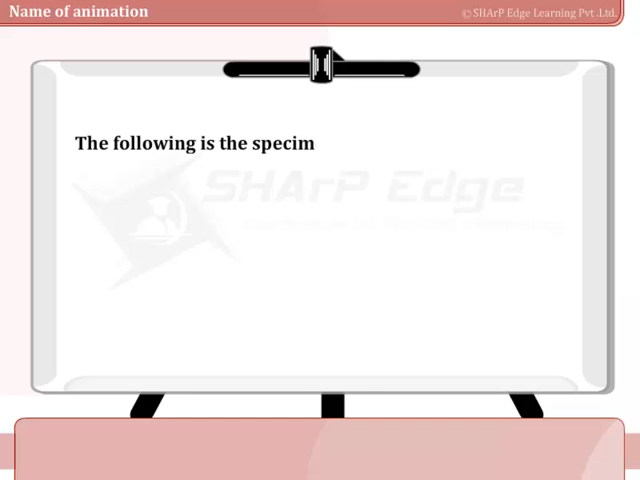 Name of animation
© SHArP Edge Learning Pvt .Ltd.
The following is the specim
SHArP Edge